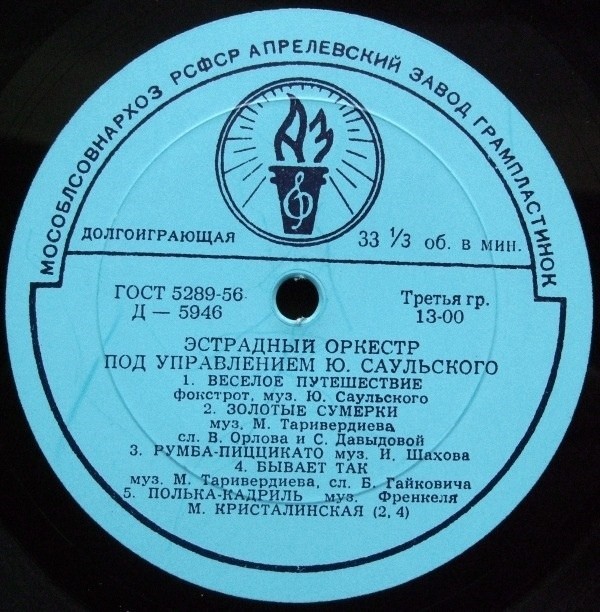 МОСОБЛСОВНАРХОЗ РСФСР АПРЕЛЕВСКИЙ ЗАВОД ГРАМПЛАСТИНОК
АЗ
ДОЛГОИГРАЮЩАЯ 33 1/3 об. в мин.
ГОСТ 5289-56 Третья гр.
Д — 5946 13-00
ЭСТРАДНЫЙ ОРКЕСТР
ПОД УПРАВЛЕНИЕМ Ю. САУЛЬСКОГО
1. ВЕСЕЛОЕ ПУТЕШЕСТВИЕ
фокстрот, муз. Ю. Саульского
2. ЗОЛОТЫЕ СУМЕРКИ
муз. М. Таривердиева
сл. В. Орлова и С. Давыдовой
3. РУМБА-ПИЦЦИКАТО муз. И. Шахова
4. БЫВАЕТ ТАК
муз. М. Таривердиева, сл. Б. Гайковича
5. ПОЛЬКА-КАДРИЛЬ муз. Френкеля
М. КРИСТАЛИНСКАЯ (2, 4)